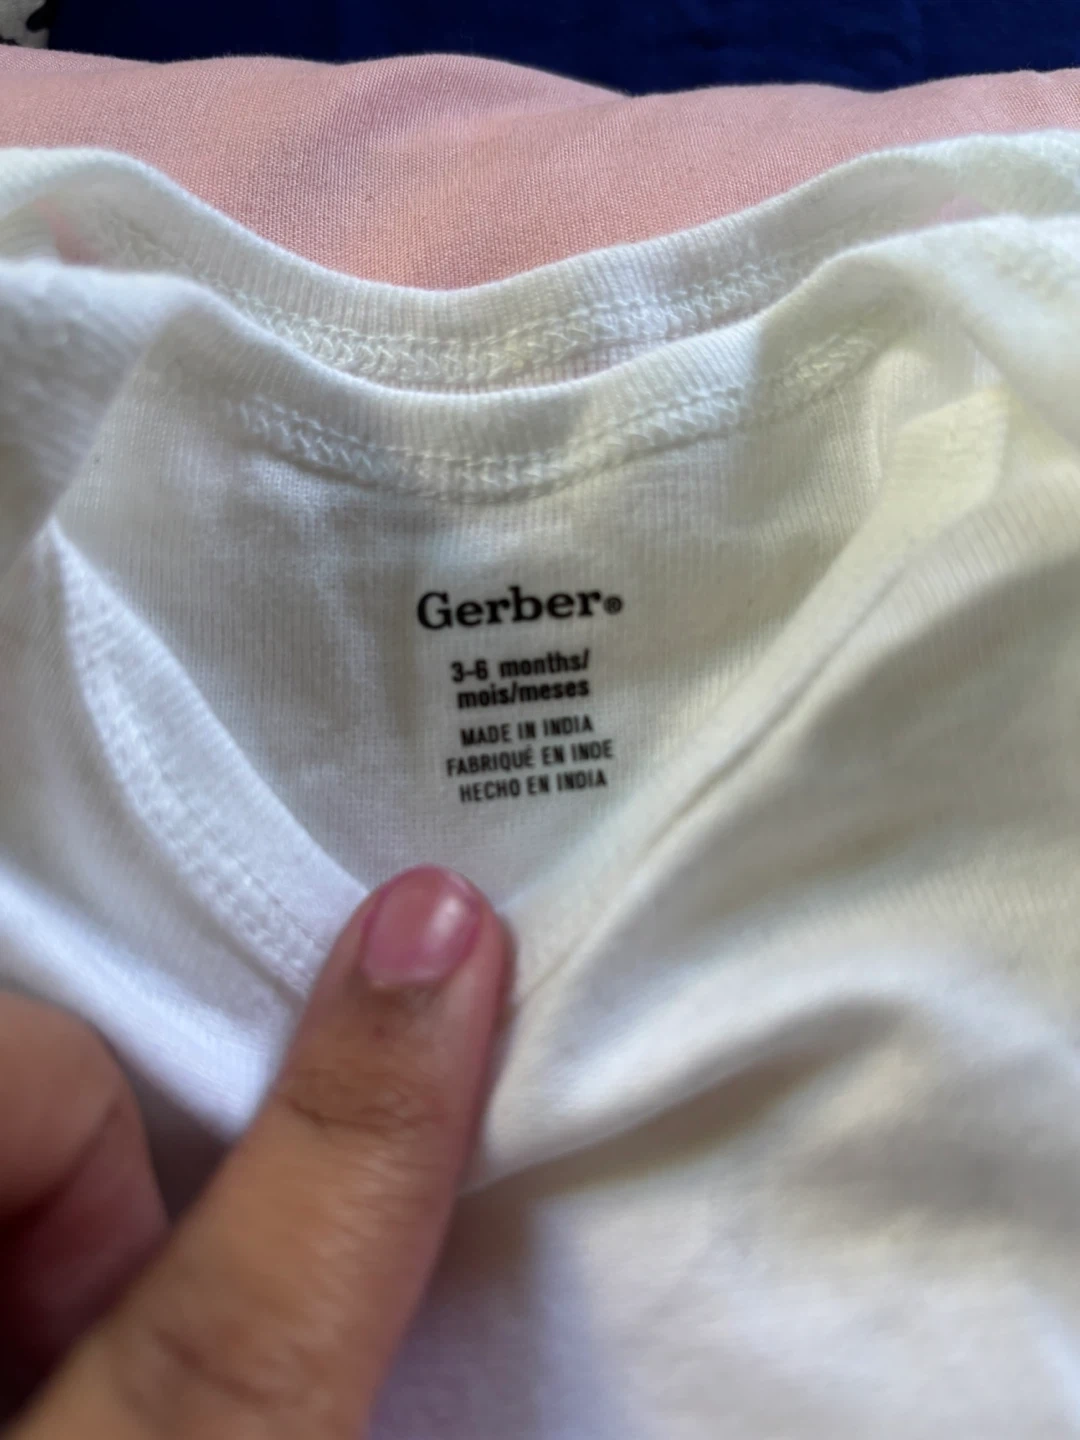 Gerber®
3-6 months/
mois/meses
MADE IN INDIA
FABRIQUÉ EN INDE
HECHO EN INDIA